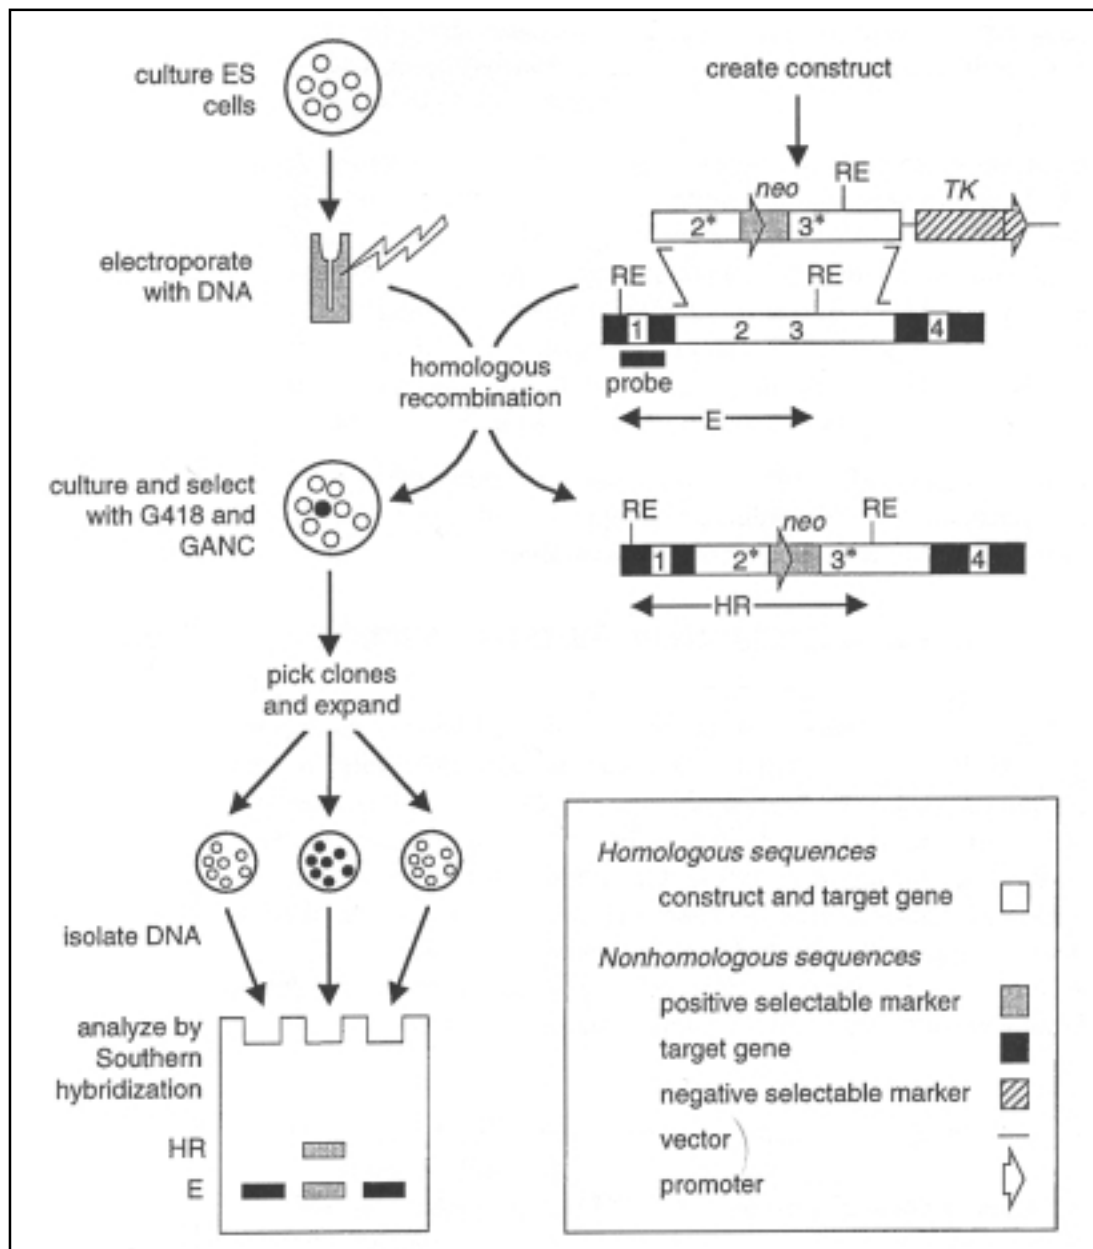 culture ES
cells
create construct
RE
neo
TK
2* 3*
electroporate
with DNA
RE
RE
1 2 3 4
probe
homologous
recombination
E
culture and select
with G418 and
GANC
RE
neo
RE
1 2* 3* 4
HR
pick clones
and expand
isolate DNA
analyze by
Southern
hybridization
HR
E
Homologous sequences
construct and target gene
Nonhomologous sequences
positive selectable marker
target gene
negative selectable marker
vector
promoter